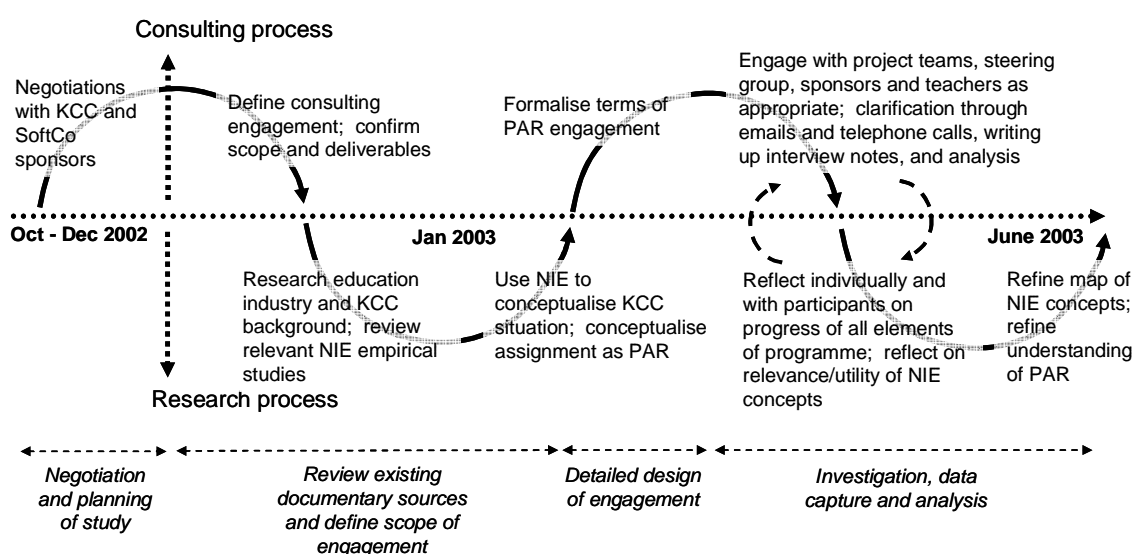 Consulting process
Negotiations
with KCC and
SoftCo
sponsors
Define consulting
engagement; confirm
scope and deliverables
Formalise terms of
PAR engagement
Engage with project teams, steering
group, sponsors and teachers as
appropriate; clarification through
emails and telephone calls, writing
up interview notes, and analysis
Oct - Dec 2002
Jan 2003
June 2003
Research education
industry and KCC
background; review
relevant NIE empirical
studies
Use NIE to
conceptualise KCC
situation; conceptualise
assignment as PAR
Reflect individually and
with participants on
progress of all elements
of programme; reflect on
relevance/utility of NIE
concepts
Refine map of
NIE concepts;
refine
understanding
of PAR
Research process
Negotiation
and planning
of study
Review existing
documentary sources
and define scope of
engagement
Detailed design
of engagement
Investigation, data
capture and analysis